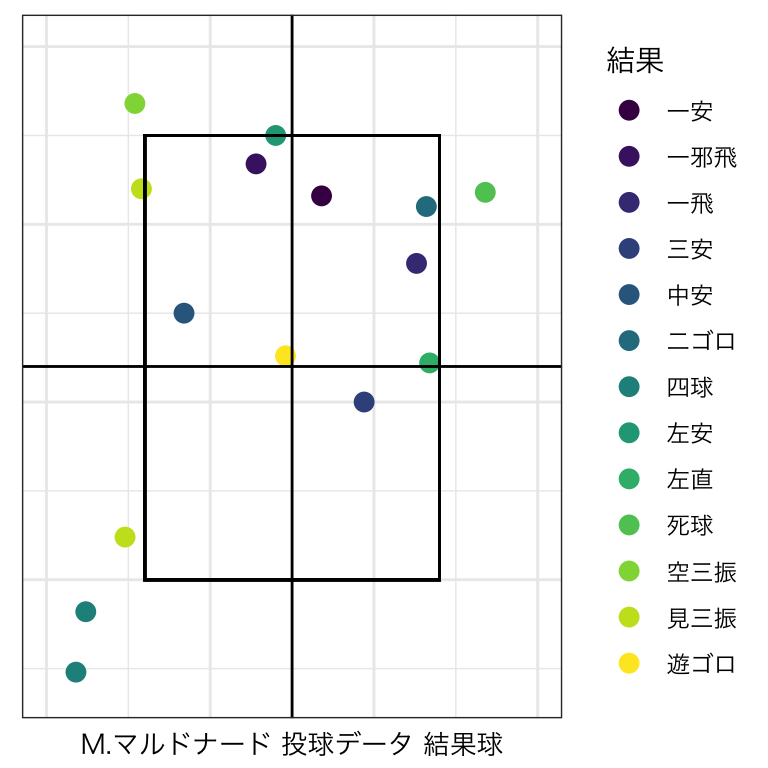 結果
一安
一邪飛
一飛
三安
中安
二ゴロ
四球
左安
左直
死球
空三振
見三振
遊ゴロ
M.マルドナード 投球データ 結果球